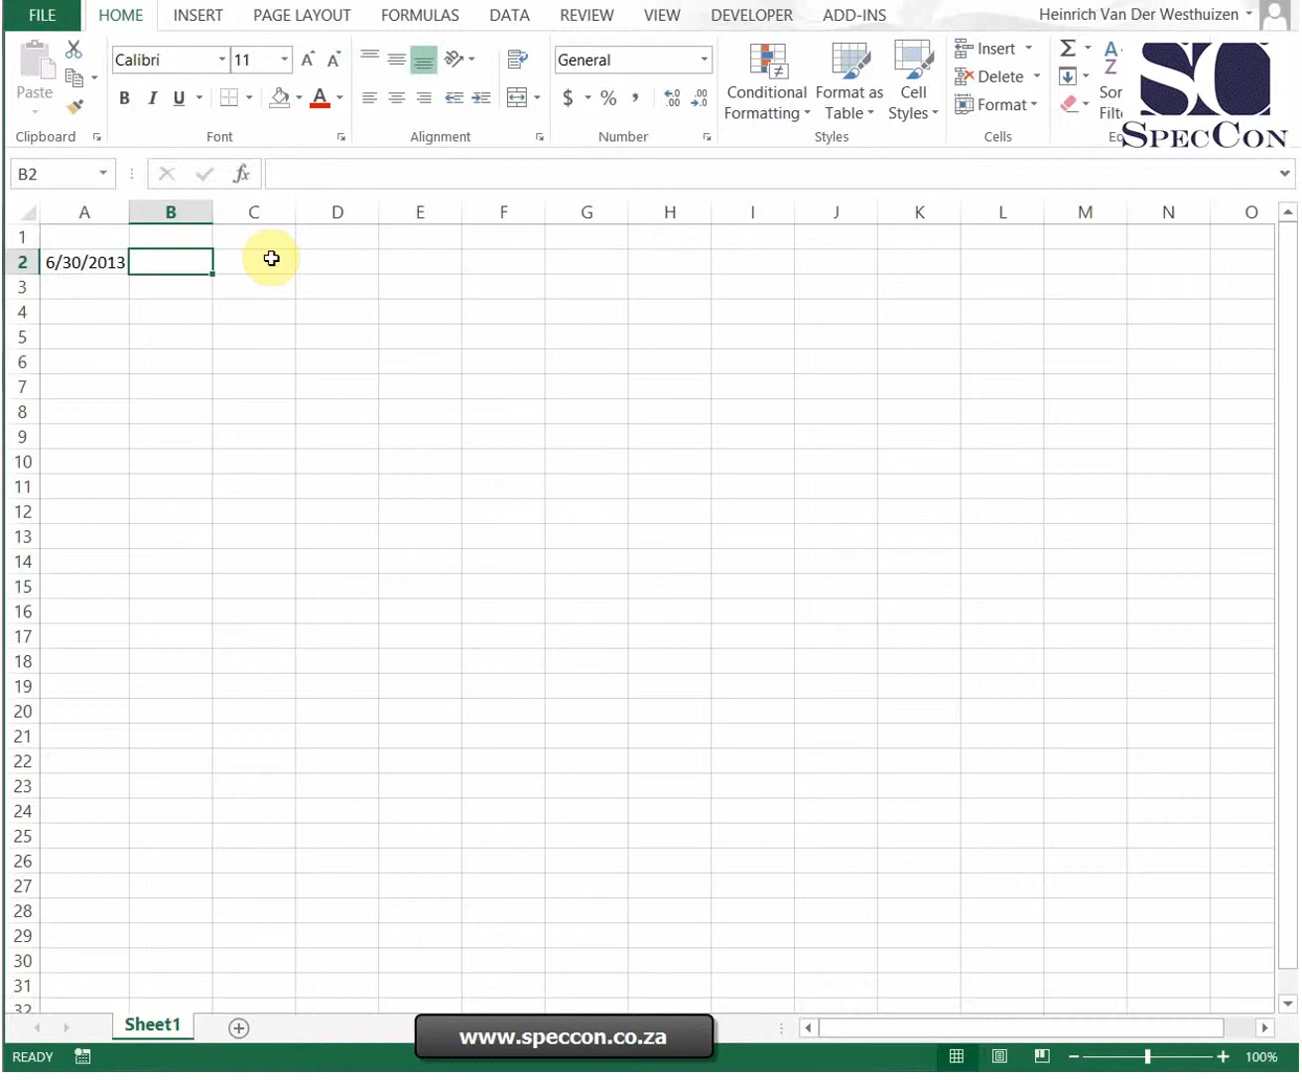 FILE HOME INSERT PAGE LAYOUT FORMULAS DATA REVIEW VIEW DEVELOPER ADD-INS Heinrich Van Der Westhuizen
Calibri 11 General Insert Σ A
Z
Delete
Paste B I U A $ % , .00 Conditional Format as Cell Sor
Formatting Table Styles Format Filte
Clipboard Font Alignment Number Styles Cells
SPECCON
B2 fx
A B C D E F G H I J K L M N O
1
2 6/30/2013
3
4
5
6
7
8
9
10
11
12
13
14
15
16
17
18
19
20
21
22
23
24
25
26
27
28
29
30
31
32
Sheet1
www.speccon.co.za
READY 100%